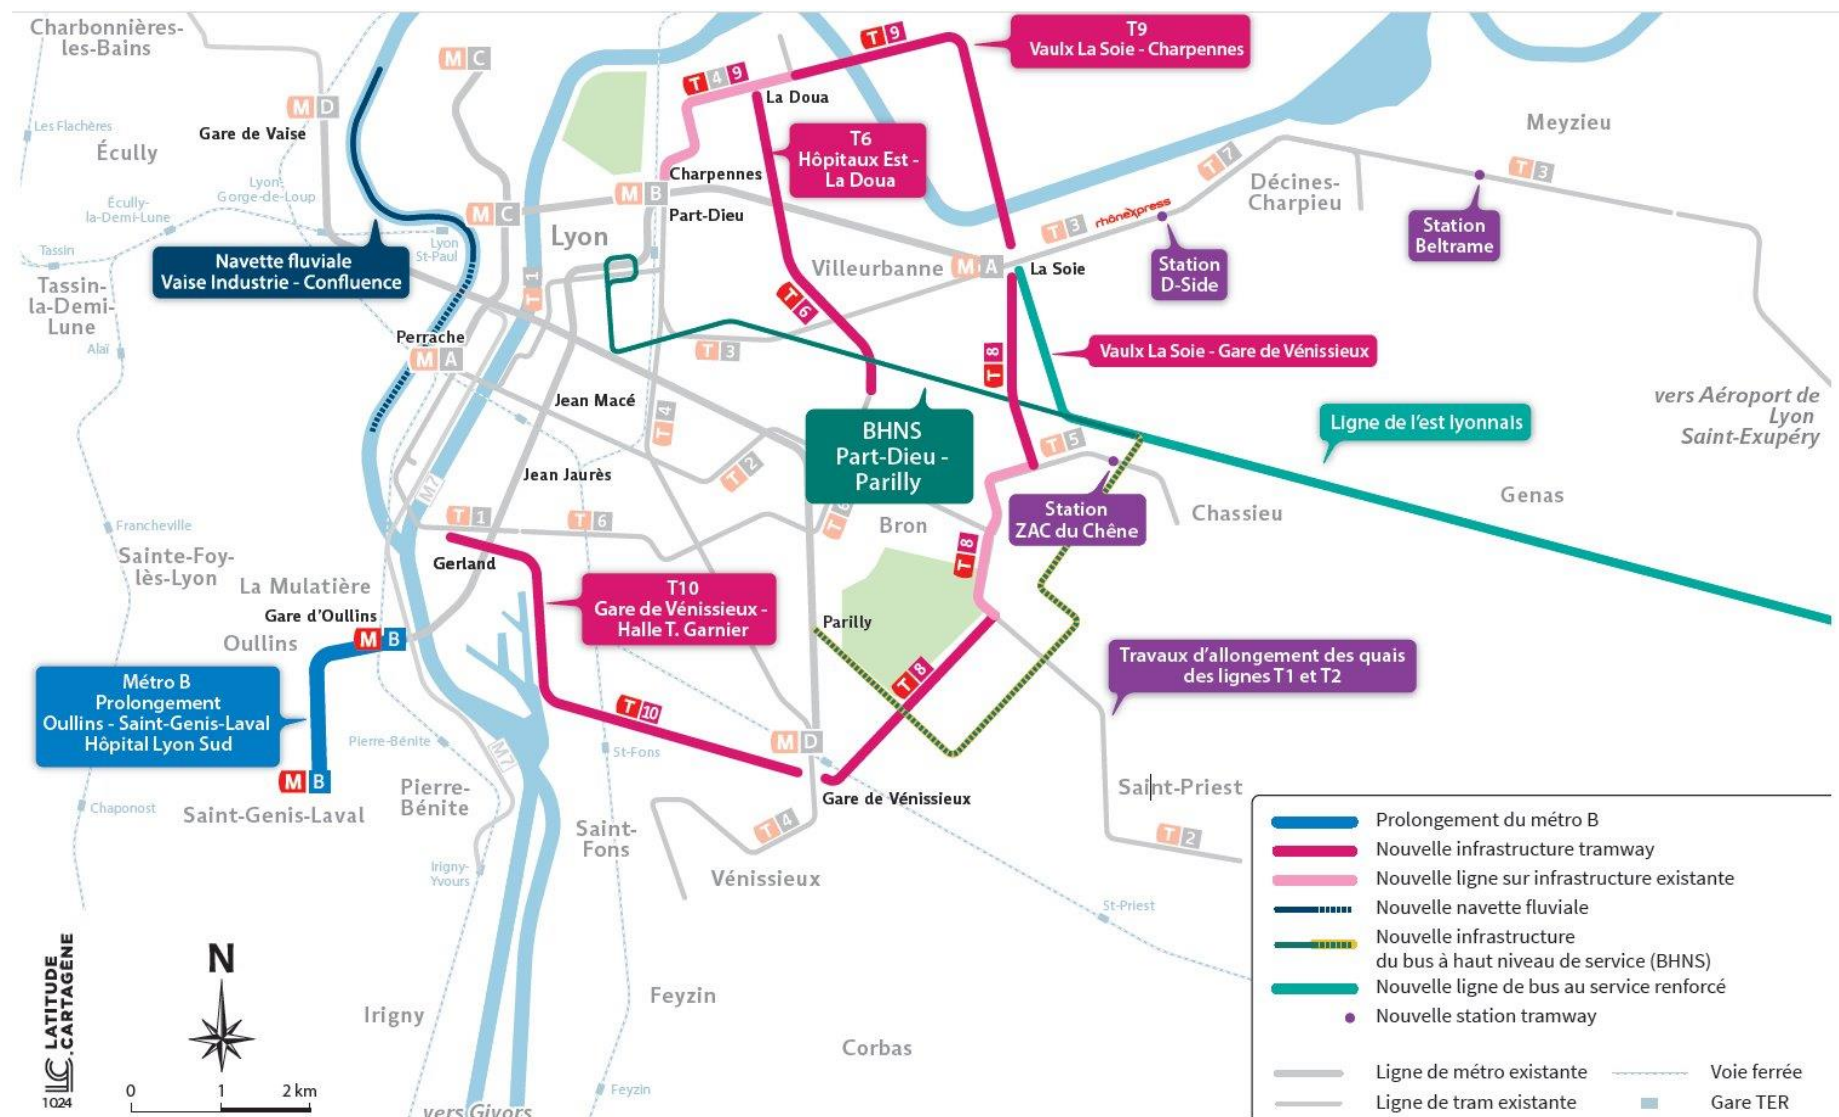 Charbonnières-
les-Bains
M C
T 9
T9
Vaulx La Soie - Charpennes
T 4 9
La Doua
M D
Gare de Vaise
Les Flachères
Écully
T6
Hôpitaux Est -
La Doua
Meyzieu
Charpennes
M B
Part-Dieu
T 7
T 3
Décines-
Charpieu
Lyon-
Gorge-de-Loup
Écully-
la-Demi-Lune
M C
Lyon
Tassin
Lyon
St-Paul
T 3
rhônexpress
Station
Beltrame
Navette fluviale
Vaise Industrie - Confluence
Villeurbanne
M A
La Soie
Station
D-Side
Tassin-
la-Demi-
Lune
T 1
T 6
Alaï
Perrache
M A
T 3
T 8
Vaulx La Soie - Gare de Vénissieux
vers Aéroport de
Lyon
Saint-Exupéry
Jean Macé
T 4
BHNS
Part-Dieu -
Parilly
Ligne de l'est lyonnais
T 5
Jean Jaurès
T 2
M7
Genas
Station
ZAC du Chêne
Chassieu
Francheville
T 1
T 6
T 6
Bron
Sainte-Foy-
lès-Lyon
T 8
Gerland
La Mulatière
T10
Gare de Vénissieux -
Halle T. Garnier
Gare d'Oullins
M B
Oullins
Parilly
Travaux d'allongement des quais
des lignes T1 et T2
Métro B
Prolongement
Oullins - Saint-Genis-Laval
Hôpital Lyon Sud
T 8
T 10
Pierre-Bénite
M7
St-Fons
M D
M B
Pierre-
Bénite
Gare de Vénissieux
Saint-Priest
Chaponost
Saint-Genis-Laval
Saint-
Fons
T 4
T 2
Irigny-
Yvours
Vénissieux
St-Priest
Prolongement du métro B
Nouvelle infrastructure tramway
Nouvelle ligne sur infrastructure existante
Nouvelle navette fluviale
Nouvelle infrastructure
du bus à haut niveau de service (BHNS)
Nouvelle ligne de bus au service renforcé
Nouvelle station tramway
Ligne de métro existante
Voie ferrée
Ligne de tram existante
Gare TER
N
LATITUDE
.CARTAGÈNE
LC
1024
0 1 2 km
Irigny
Feyzin
Corbas
Feyzin
vers Givors